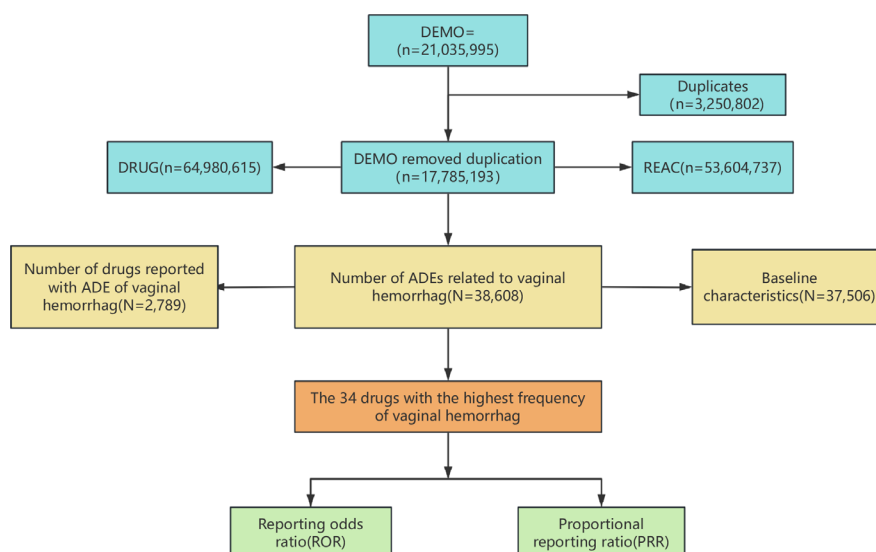 DEMO=
(n=21,035,995)
Duplicates
(n=3,250,802)
DRUG(n=64,980,615)
DEMO removed duplication
(n=17,785,193)
REAC(n=53,604,737)
Number of drugs reported
with ADE of vaginal
hemorrhag(N=2,789)
Number of ADEs related to vaginal
hemorrhag(N=38,608)
Baseline
characteristics(N=37,506)
The 34 drugs with the highest frequency
of vaginal hemorrhag
Reporting odds
ratio(ROR)
Proportional
reporting ratio(PRR)